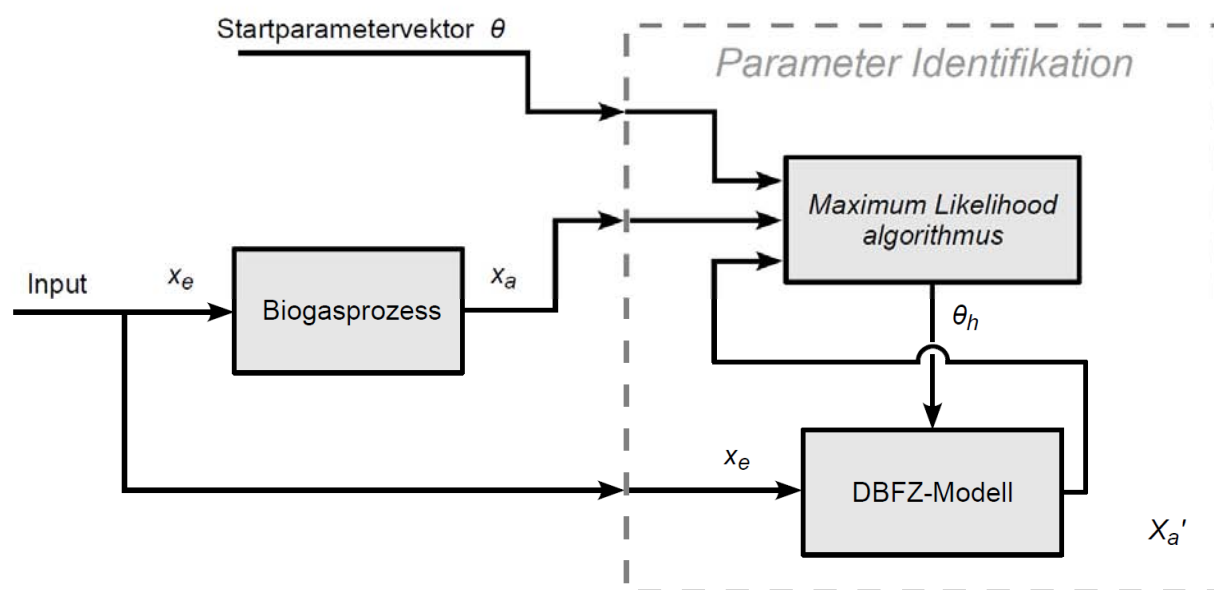 Startparametervektor θ
Parameter Identifikation
Maximum Likelihood
algorithmus
Input
xe
Biogasprozess
xa
θh
xe
DBFZ-Modell
Xa'